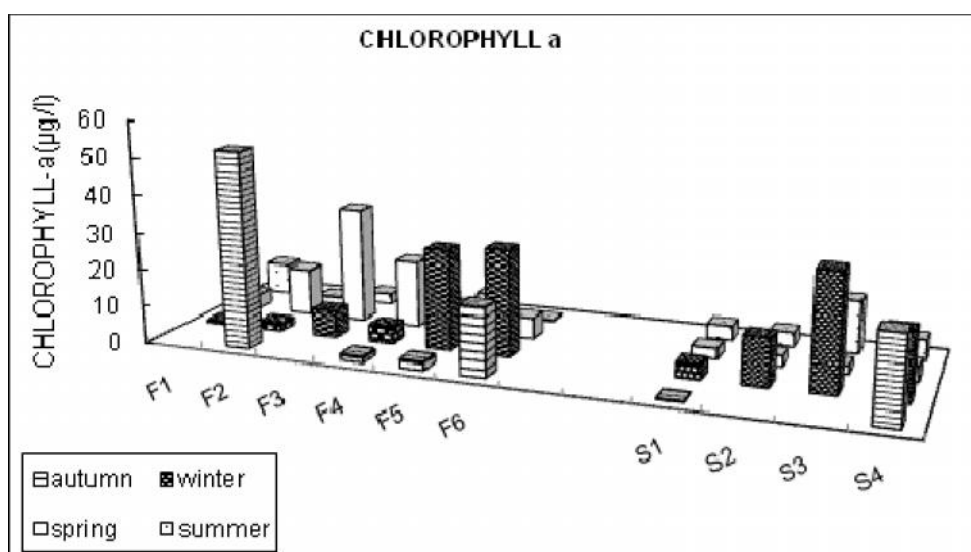 CHLOROPHYLL a
CHLOROPHYLL-a(µg/l)
60
50
40
30
20
10
0
F1 F2 F3 F4 F5 F6 S1 S2 S3 S4
autumn winter
spring summer